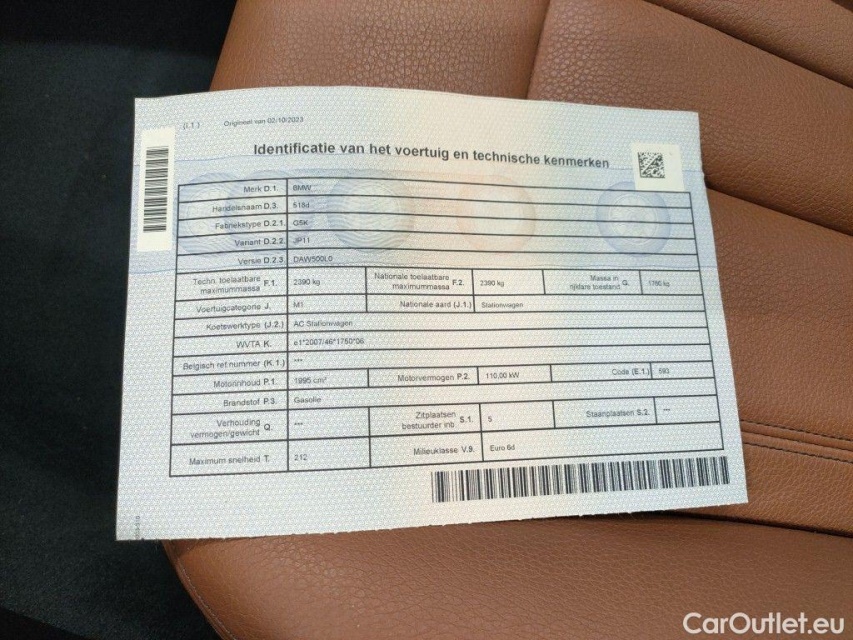 (I.1.) Origineel van 02/10/2023
Identificatie van het voertuig en technische kenmerken
Merk D.1. BMW
Handelsnaam D.3. 518d
Fabriekstype D.2.1. G5K
Variant D.2.2. JP11
Versie D.2.3. DAW500L0
Techn. toelaatbare maximummassa F.1. 2390 kg Nationale toelaatbare maximummassa F.2. 2390 kg Massa in rijklare toestand G. kg
Voertuigcategorie J. M1 Nationale aard (J.1.) Stationwagen
Koetswerktype (J.2.) AC Stationwagen
WVTA K. e1*2007/46*1750*06
Belgisch ref nummer (K.1.) ---
Motorinhoud P.1. 1995 cm³ Motorvermogen P.2. 110,00 kW Code (E.1.) 593
Brandstof P.3. Gasolie
Verhouding vermogen/gewicht Q. --- Zitplaatsen bestuurder inb S.1. 5 Staanplaatsen S.2. ---
Maximum snelheid T. 212 Milieuklasse V.9. Euro 6d
CarOutlet.eu